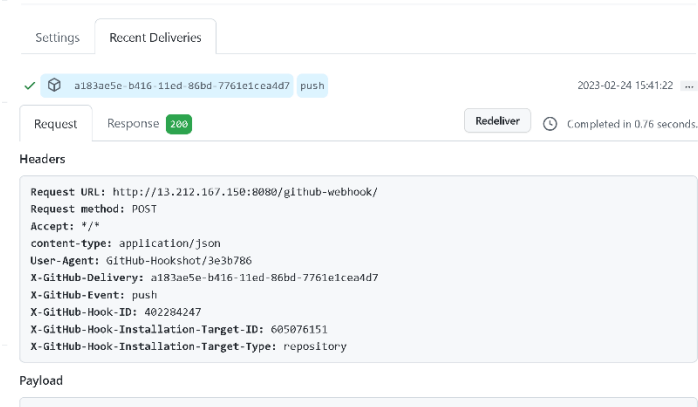 Settings Recent Deliveries
a183ae5e-b416-11ed-86bd-7761e1cea4d7 push 2023-02-24 15:41:22 ...
Request Response 200 Redeliver Completed in 0.76 seconds.
Headers
Request URL: http://13.212.167.150:8080/github-webhook/
Request method: POST
Accept: */*
content-type: application/json
User-Agent: GitHub-Hookshot/3e3b786
X-GitHub-Delivery: a183ae5e-b416-11ed-86bd-7761e1cea4d7
X-GitHub-Event: push
X-GitHub-Hook-ID: 402284247
X-GitHub-Hook-Installation-Target-ID: 605076151
X-GitHub-Hook-Installation-Target-Type: repository
Payload